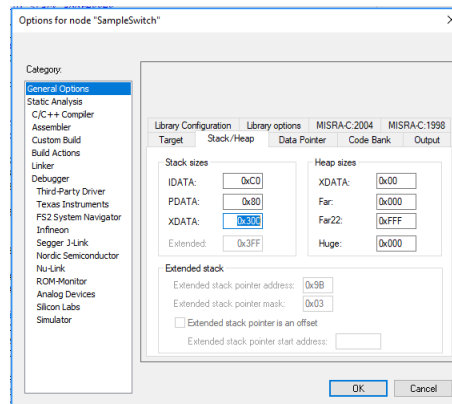 Options for node "SampleSwitch"
Category:
General Options
Static Analysis
C/C++ Compiler
Assembler
Custom Build
Build Actions
Linker
Debugger
Third-Party Driver
Texas Instruments
FS2 System Navigator
Infineon
Segger J-Link
Nordic Semiconductor
Nu-Link
ROM-Monitor
Analog Devices
Silicon Labs
Simulator
Library Configuration Library options MISRA-C:2004 MISRA-C:1998
Target Stack/Heap Data Pointer Code Bank Output
Stack sizes
IDATA: 0xC0
PDATA: 0x80
XDATA: 0x300
Extended: 0x3FF
Heap sizes
XDATA: 0x00
Far: 0x000
Far22: 0xFFF
Huge: 0x000
Extended stack
Extended stack pointer address: 0x9B
Extended stack pointer mask: 0x03
Extended stack pointer is an offset
Extended stack pointer start address:
OK Cancel